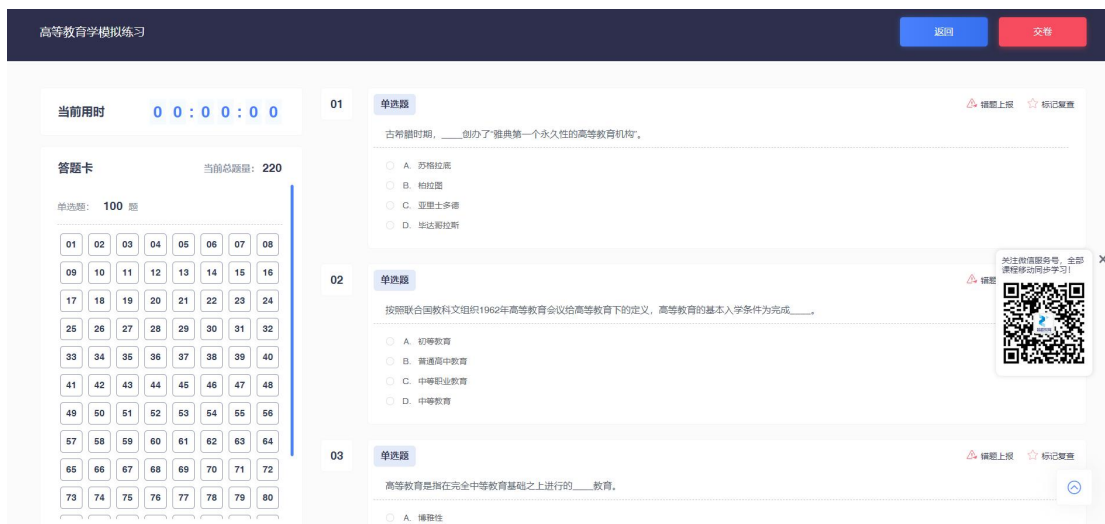 高等教育学模拟练习
返回
交卷
当前用时
00:00:00
答题卡
当前总题量: 220
单选题: 100 题
01 02 03 04 05 06 07 08
09 10 11 12 13 14 15 16
17 18 19 20 21 22 23 24
25 26 27 28 29 30 31 32
33 34 35 36 37 38 39 40
41 42 43 44 45 46 47 48
49 50 51 52 53 54 55 56
57 58 59 60 61 62 63 64
65 66 67 68 69 70 71 72
73 74 75 76 77 78 79 80
01
单选题
错题上报
标记复查
古希腊时期，____创办了"雅典第一个永久性的高等教育机构"。
A. 苏格拉底
B. 柏拉图
C. 亚里士多德
D. 毕达哥拉斯
02
单选题
错题
按照联合国教科文组织1962年高等教育会议给高等教育下的定义，高等教育的基本入学条件为完成____。
A. 初等教育
B. 普通高中教育
C. 中等职业教育
D. 中等教育
关注微信服务号，全部
课程移动同步学习！
03
单选题
错题上报
标记复查
高等教育是指在完全中等教育基础之上进行的____教育。
A. 博雅性